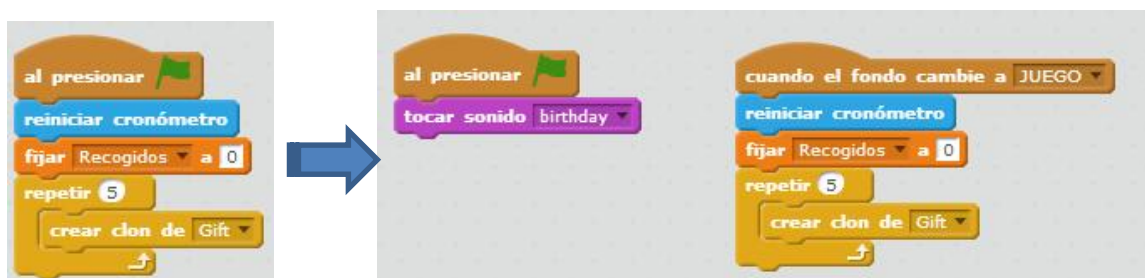 al presionar
reiniciar cronómetro
fijar Recogidos a 0
repetir 5
crear clon de Gift
al presionar
tocar sonido birthday
cuando el fondo cambie a JUEGO
reiniciar cronómetro
fijar Recogidos a 0
repetir 5
crear clon de Gift